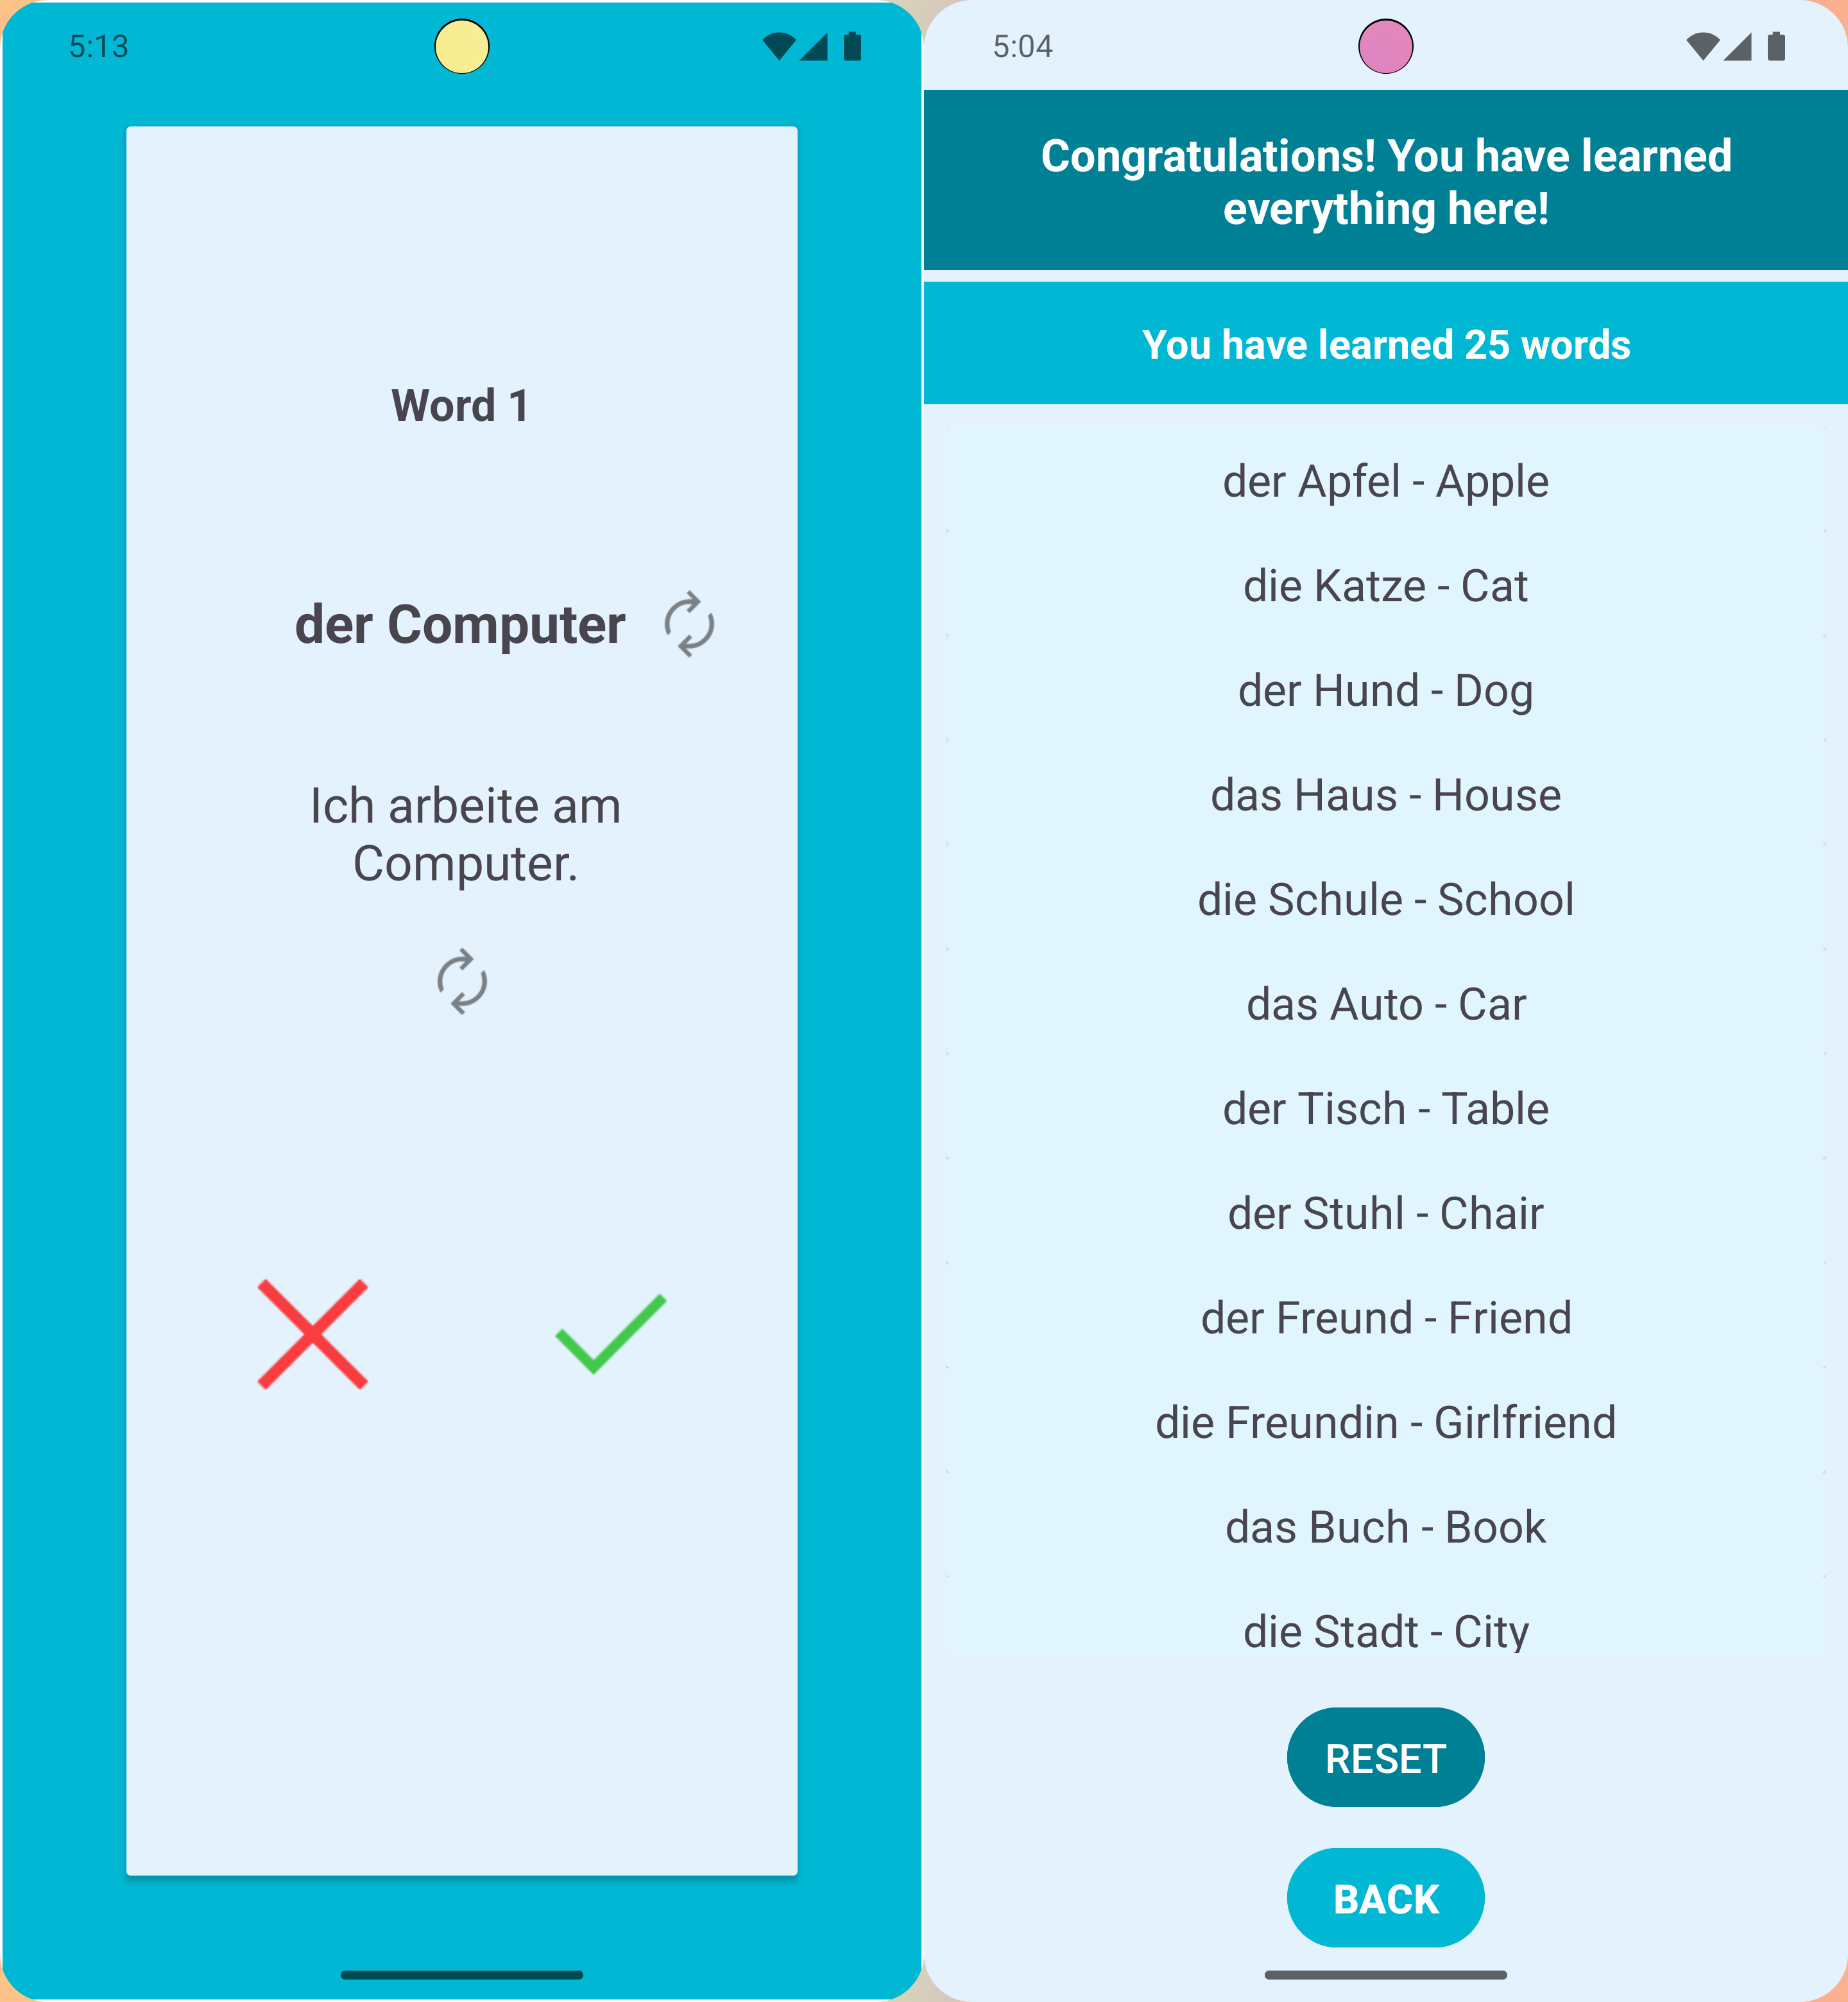 5:13
Word 1
der Computer
Ich arbeite am
Computer.
5:04
Congratulations! You have learned
everything here!
You have learned 25 words
der Apfel - Apple
die Katze - Cat
der Hund - Dog
das Haus - House
die Schule - School
das Auto - Car
der Tisch - Table
der Stuhl - Chair
der Freund - Friend
die Freundin - Girlfriend
das Buch - Book
die Stadt - City
RESET
BACK